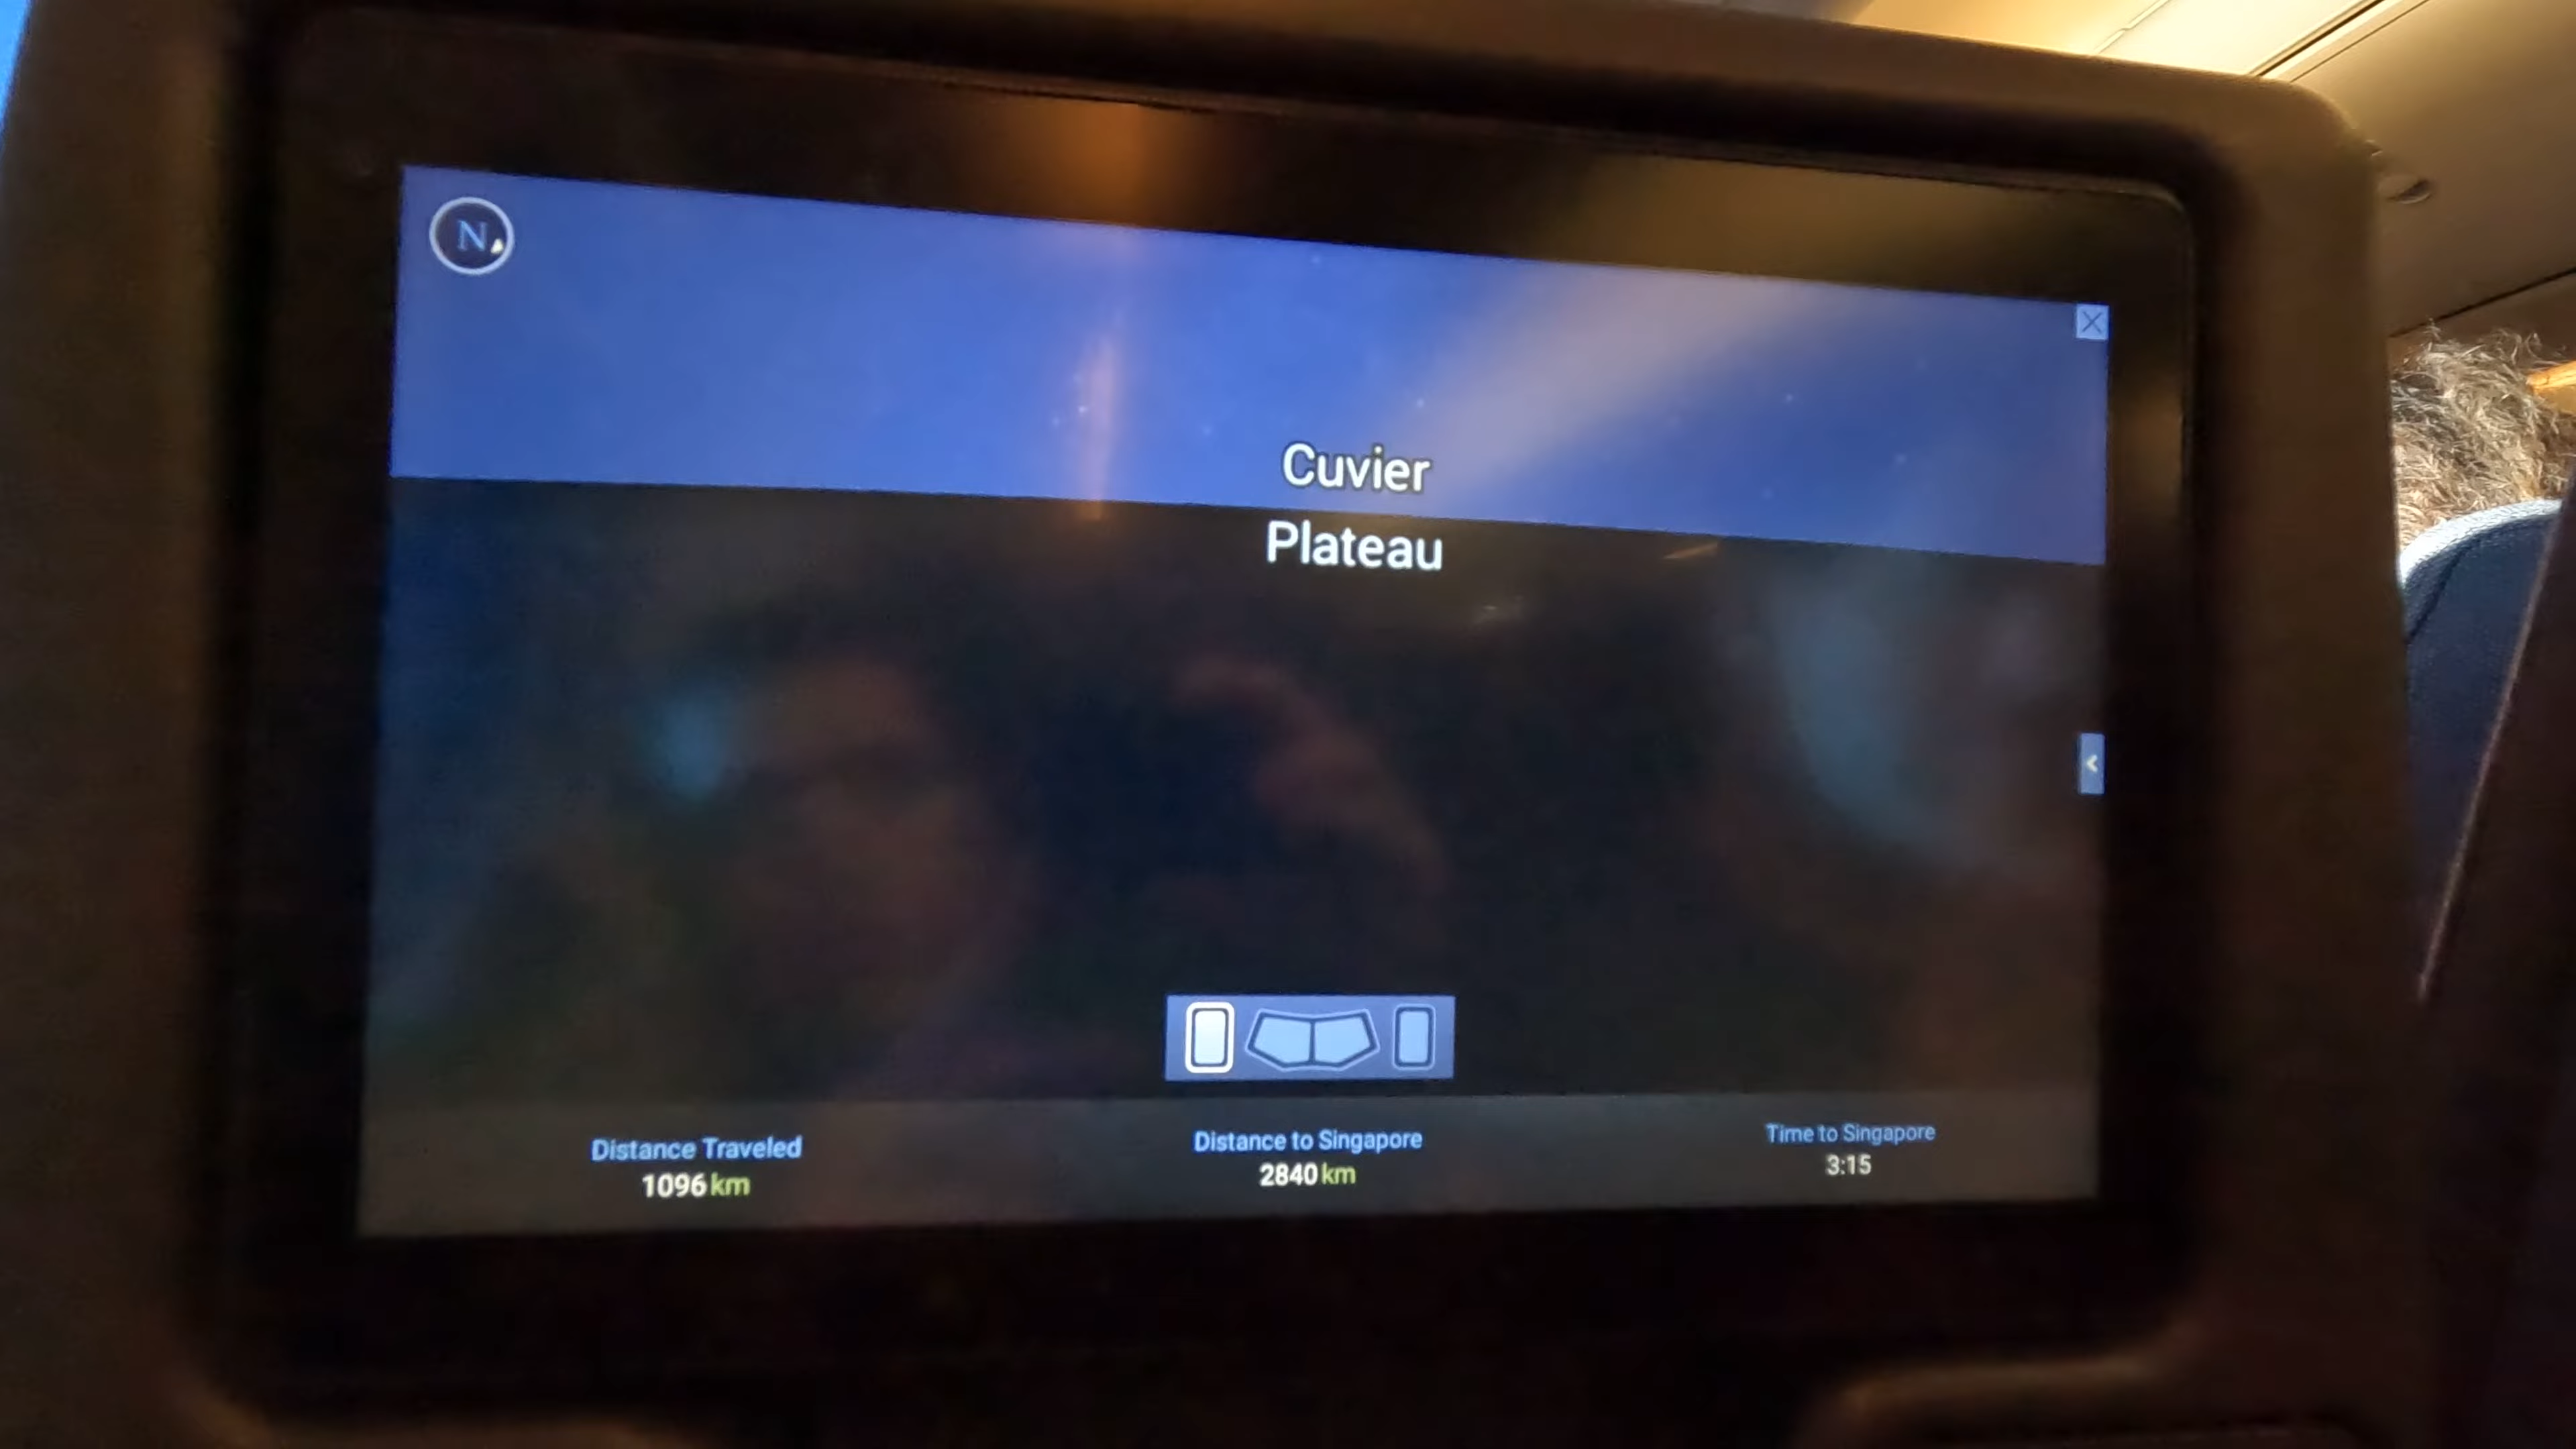 N
Cuvier
Plateau
Distance Traveled
1096 km
Distance to Singapore
2840 km
Time to Singapore
3:15